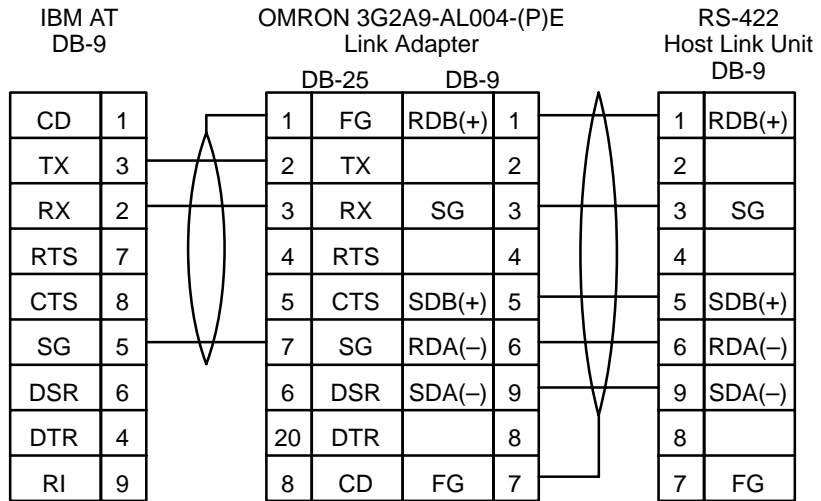 IBM AT
DB-9
OMRON 3G2A9-AL004-(P)E
Link Adapter
RS-422
Host Link Unit
DB-9
DB-25 DB-9
CD 1 1 FG RDB(+) 1 1 RDB(+)
TX 3 2 TX 2 2
RX 2 3 RX SG 3 3 SG
RTS 7 4 RTS 4 4
CTS 8 5 CTS SDB(+) 5 5 SDB(+)
SG 5 7 SG RDA(–) 6 6 RDA(–)
DSR 6 6 DSR SDA(–) 9 9 SDA(–)
DTR 4 20 DTR 8 8
RI 9 8 CD FG 7 7 FG